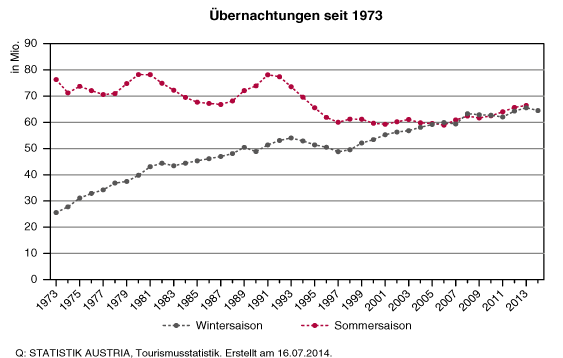 Übernachtungen seit 1973
in Mio.
90
80
70
60
50
40
30
20
10
0
1973 1975 1977 1979 1981 1983 1985 1987 1989 1991 1993 1995 1997 1999 2001 2003 2005 2007 2009 2011 2013
Wintersaison Sommersaison
Q: STATISTIK AUSTRIA, Tourismusstatistik. Erstellt am 16.07.2014.